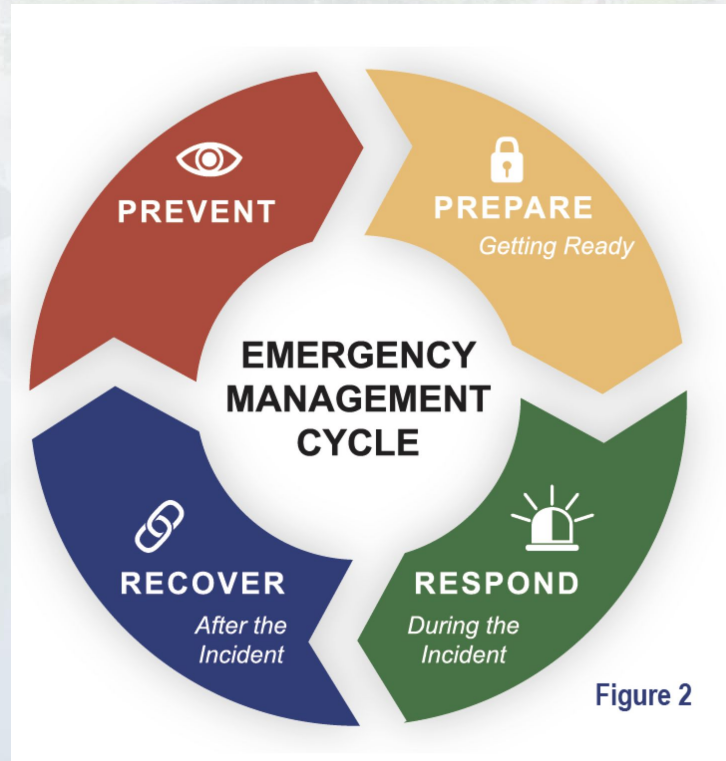 PREVENT
PREPARE
Getting Ready
EMERGENCY
MANAGEMENT
CYCLE
RECOVER
After the
Incident
RESPOND
During the
Incident
Figure 2